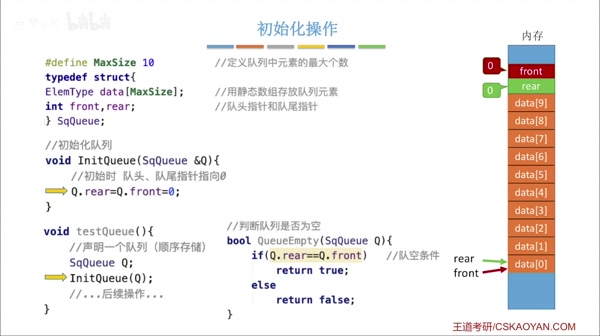 bilibili
初始化操作
#define MaxSize 10 //定义队列中元素的最大个数
typedef struct{
ElemType data[MaxSize]; //用静态数组存放队列元素
int front,rear; //队头指针和队尾指针
} SqQueue;
//初始化队列
void InitQueue(SqQueue &Q){
//初始时 队头、队尾指针指向0
Q.rear=Q.front=0;
}
void testQueue(){
//声明一个队列（顺序存储）
SqQueue Q;
InitQueue(Q);
//...后续操作...
}
//判断队列是否为空
bool QueueEmpty(SqQueue Q){
if(Q.rear==Q.front) //队空条件
return true;
else
return false;
}
内存
0 front
0 rear
data[9]
data[8]
data[7]
data[6]
data[5]
data[4]
data[3]
data[2]
data[1]
rear
front
data[0]
王道考研/CSKAOYAN.COM